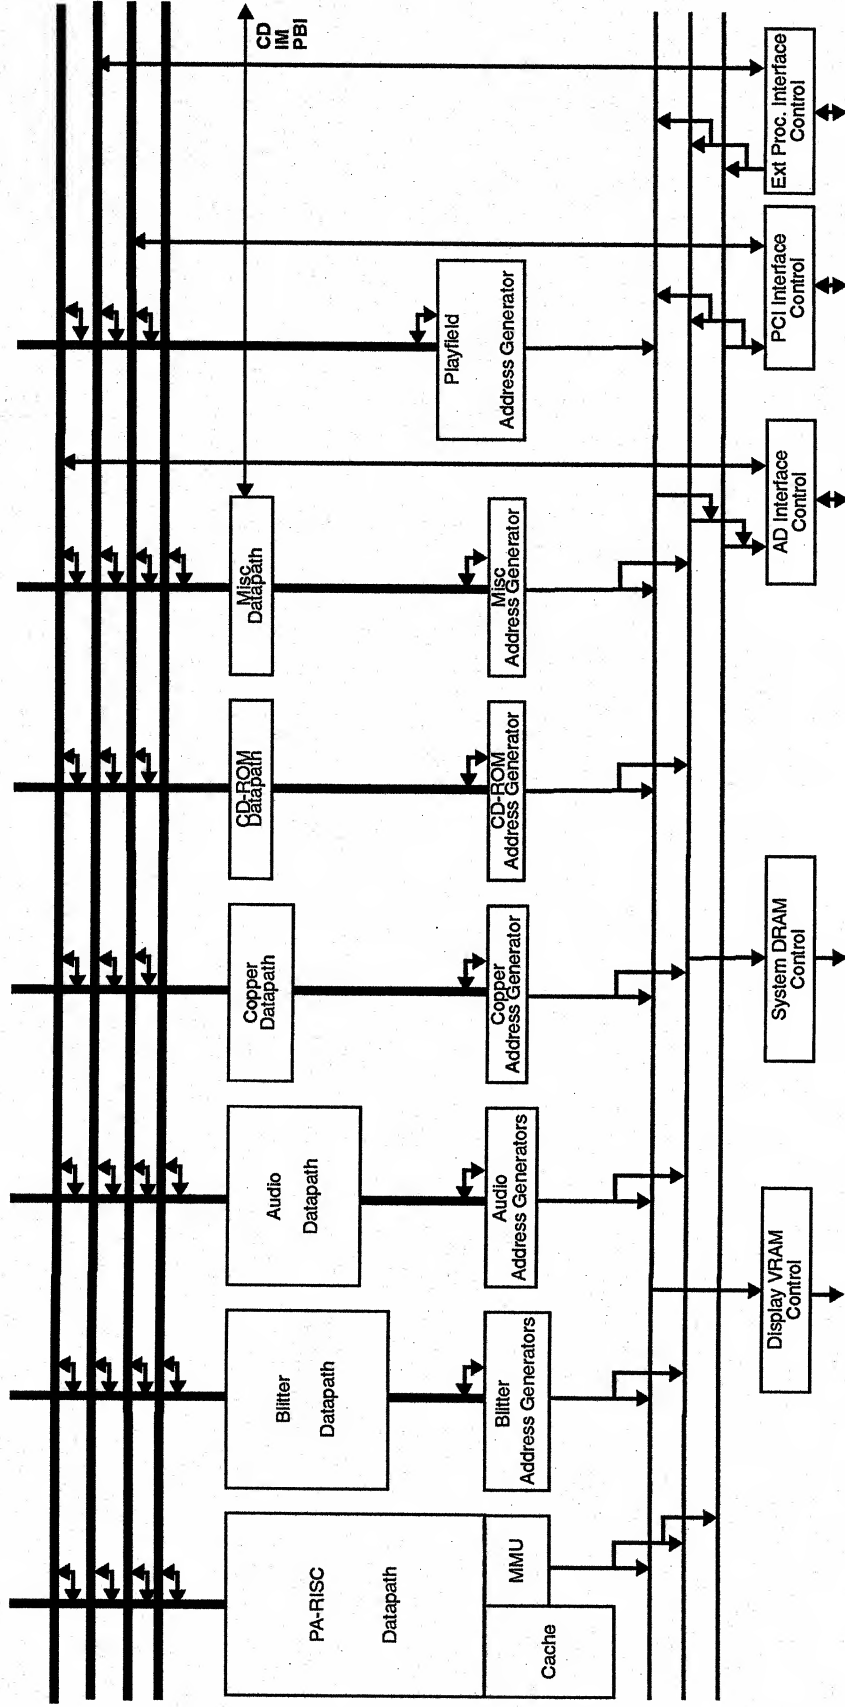 PA-RISC
Datapath
Cache
MMU
Blitter
Datapath
Blitter
Address Generators
Audio
Datapath
Audio
Address Generators
Copper
Datapath
Copper
Address Generator
CD-ROM
Datapath
CD-ROM
Address Generator
Misc
Datapath
Misc
Address Generator
Playfield
Address Generator
CD
IM
PBI
Display VRAM
Control
System DRAM
Control
AD Interface
Control
PCI Interface
Control
Ext Proc. Interface
Control